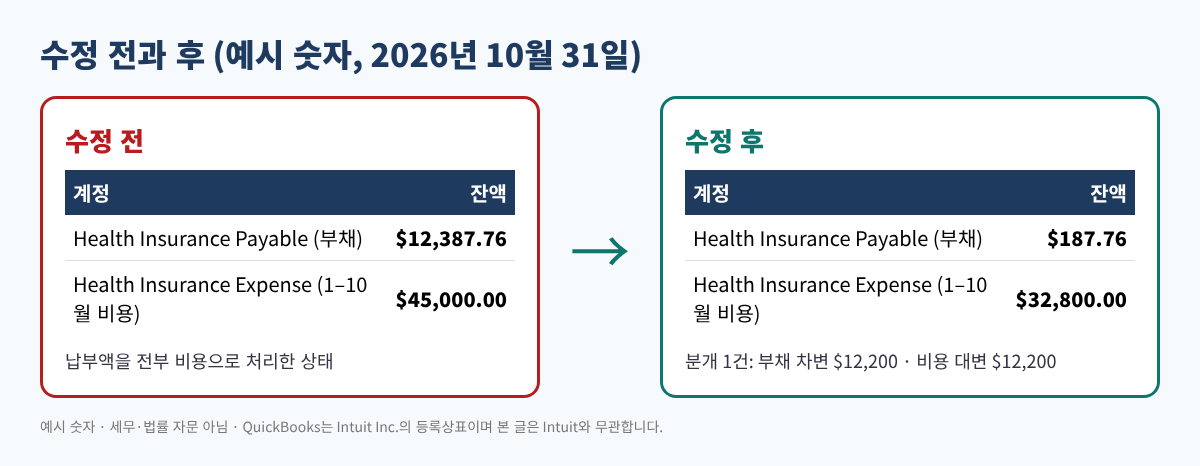 수정 전과 후 (예시 숫자, 2026년 10월 31일)
수정 전
계정 잔액
Health Insurance Payable (부채) $12,387.76
Health Insurance Expense (1–10
월 비용) $45,000.00
납부액을 전부 비용으로 처리한 상태
→
수정 후
계정 잔액
Health Insurance Payable (부채) $187.76
Health Insurance Expense (1–10
월 비용) $32,800.00
분개 1건: 부채 차변 $12,200 · 비용 대변 $12,200
예시 숫자 · 세무·법률 자문 아님 · QuickBooks는 Intuit Inc.의 등록상표이며 본 글은 Intuit와 무관합니다.